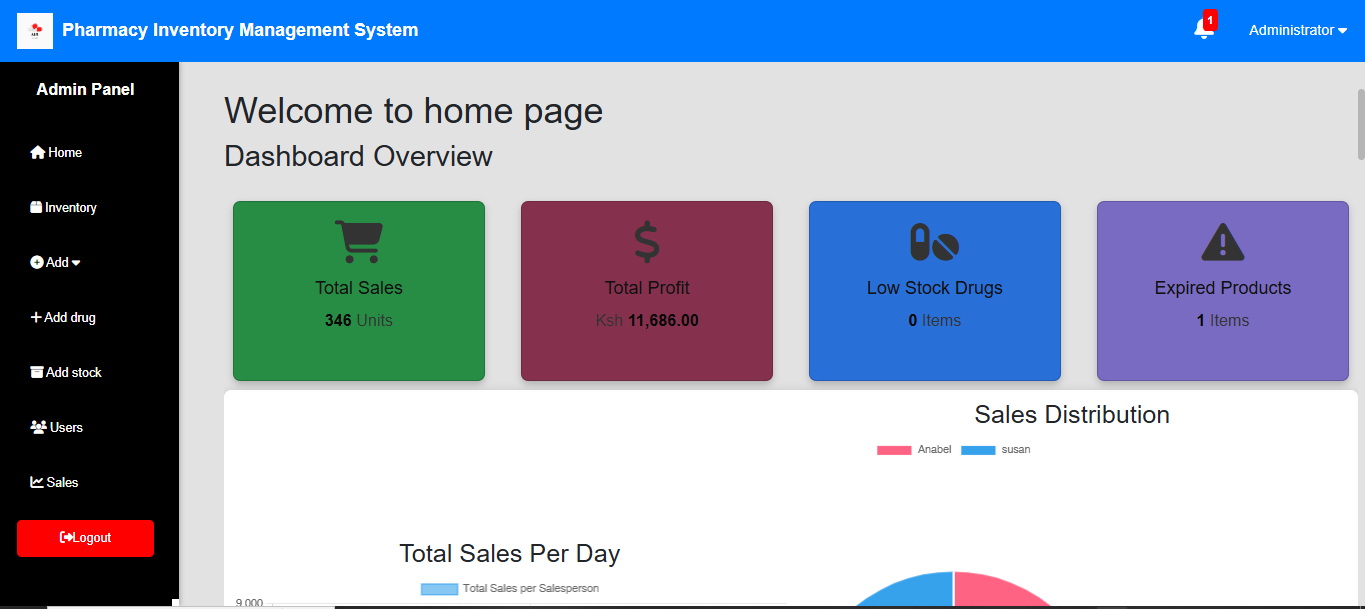 Pharmacy Inventory Management System
1
Administrator
Admin Panel
Home
Inventory
Add
Add drug
Add stock
Users
Sales
Logout
Welcome to home page
Dashboard Overview
Total Sales
346 Units
Total Profit
Ksh 11,686.00
Low Stock Drugs
0 Items
Expired Products
1 Items
Sales Distribution
Anabel susan
Total Sales Per Day
Total Sales per Salesperson
9,000